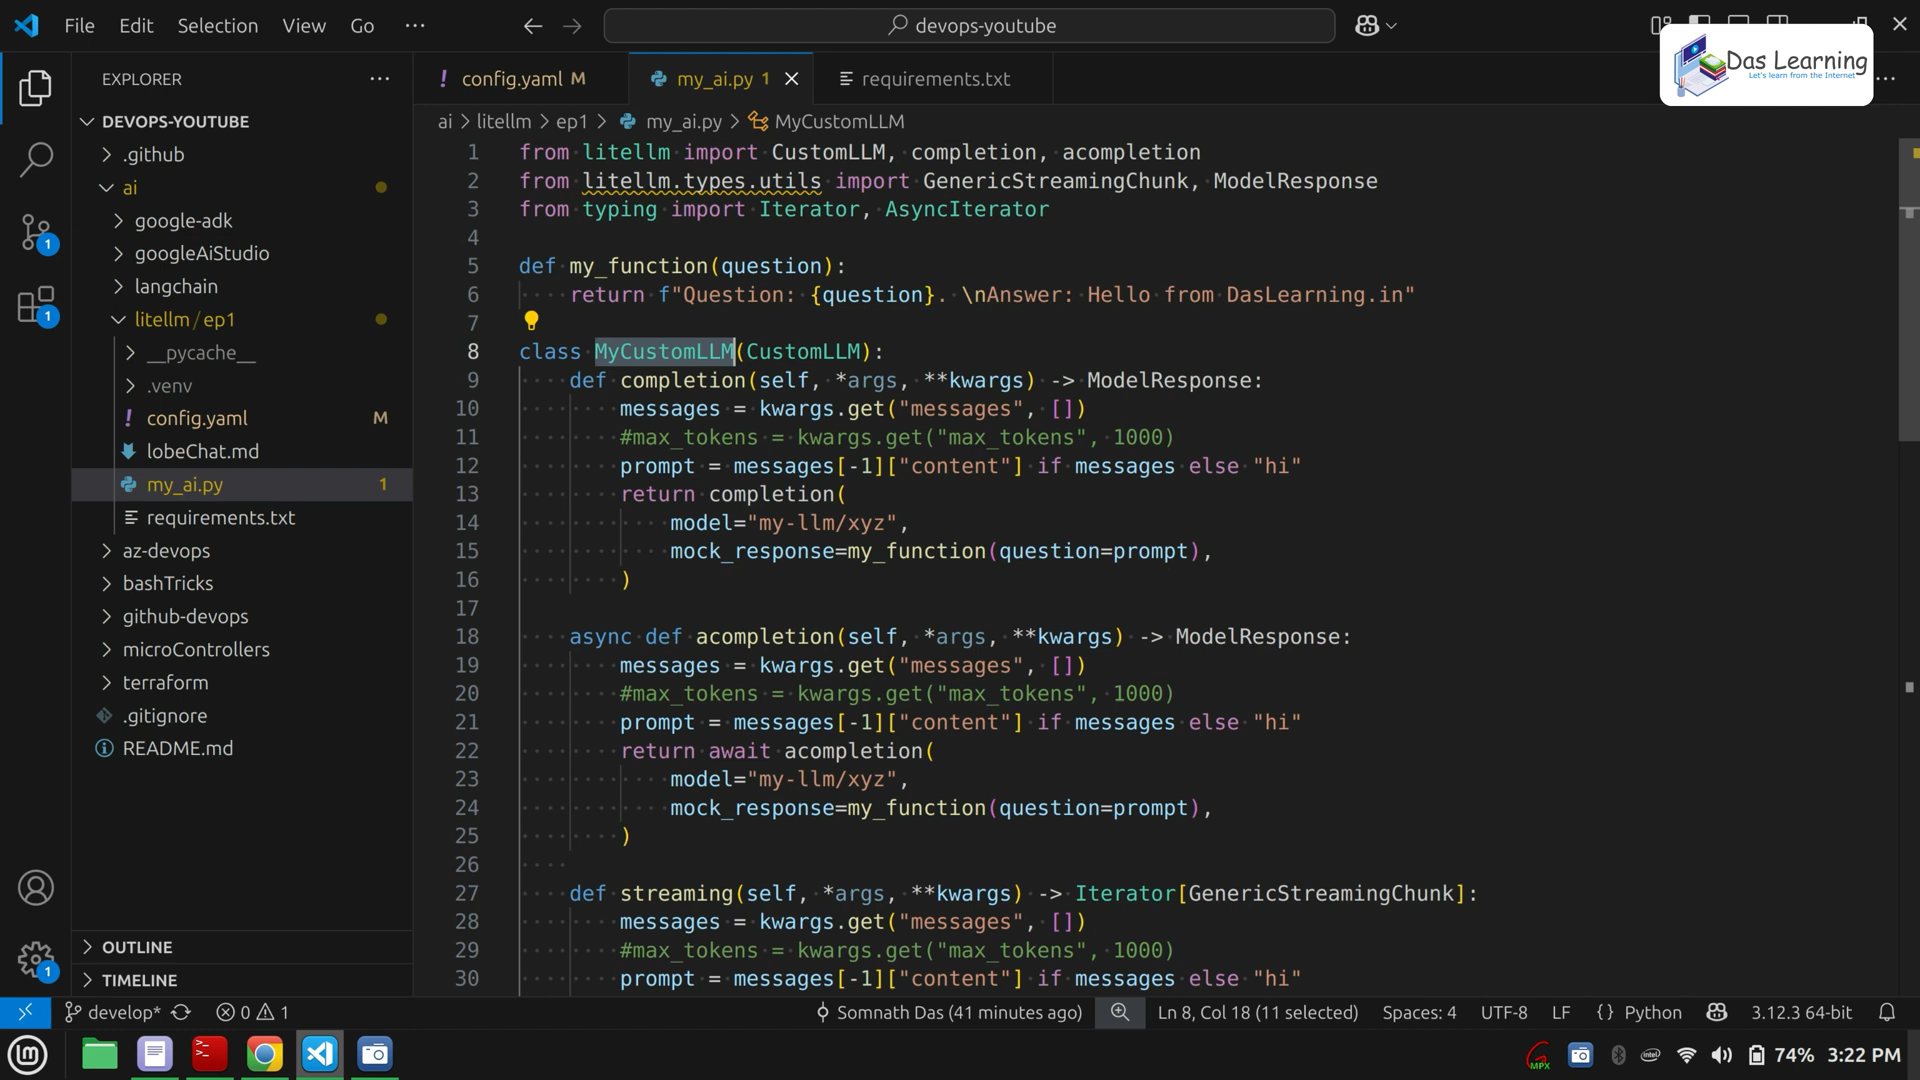 File Edit Selection View Go ··· devops-youtube
Das Learning
Let's learn from the Internet
EXPLORER ···
config.yaml M my_ai.py 1 requirements.txt ···
ai > litellm > ep1 > my_ai.py > MyCustomLLM
DEVOPS-YOUTUBE
.github
ai
google-adk
googleAiStudio
langchain
litellm / ep1
__pycache__
.venv
config.yaml M
lobeChat.md
my_ai.py 1
requirements.txt
az-devops
bashTricks
github-devops
microControllers
terraform
.gitignore
README.md
OUTLINE
TIMELINE
1
1
1
1 from litellm import CustomLLM, completion, acompletion
2 from litellm.types.utils import GenericStreamingChunk, ModelResponse
3 from typing import Iterator, AsyncIterator
4
5 def my_function(question):
6     return f"Question: {question}. \nAnswer: Hello from DasLearning.in"
7
8 class MyCustomLLM(CustomLLM):
9     def completion(self, *args, **kwargs) -> ModelResponse:
10         messages = kwargs.get("messages", [])
11         #max_tokens = kwargs.get("max_tokens", 1000)
12         prompt = messages[-1]["content"] if messages else "hi"
13         return completion(
14             model="my-llm/xyz",
15             mock_response=my_function(question=prompt),
16         )
17
18     async def acompletion(self, *args, **kwargs) -> ModelResponse:
19         messages = kwargs.get("messages", [])
20         #max_tokens = kwargs.get("max_tokens", 1000)
21         prompt = messages[-1]["content"] if messages else "hi"
22         return await acompletion(
23             model="my-llm/xyz",
24             mock_response=my_function(question=prompt),
25         )
26
27     def streaming(self, *args, **kwargs) -> Iterator[GenericStreamingChunk]:
28         messages = kwargs.get("messages", [])
29         #max_tokens = kwargs.get("max_tokens", 1000)
30         prompt = messages[-1]["content"] if messages else "hi"
develop* 0 1 Somnath Das (41 minutes ago) Ln 8, Col 18 (11 selected) Spaces: 4 UTF-8 LF {} Python 3.12.3 64-bit
MPX intel 74% 3:22 PM